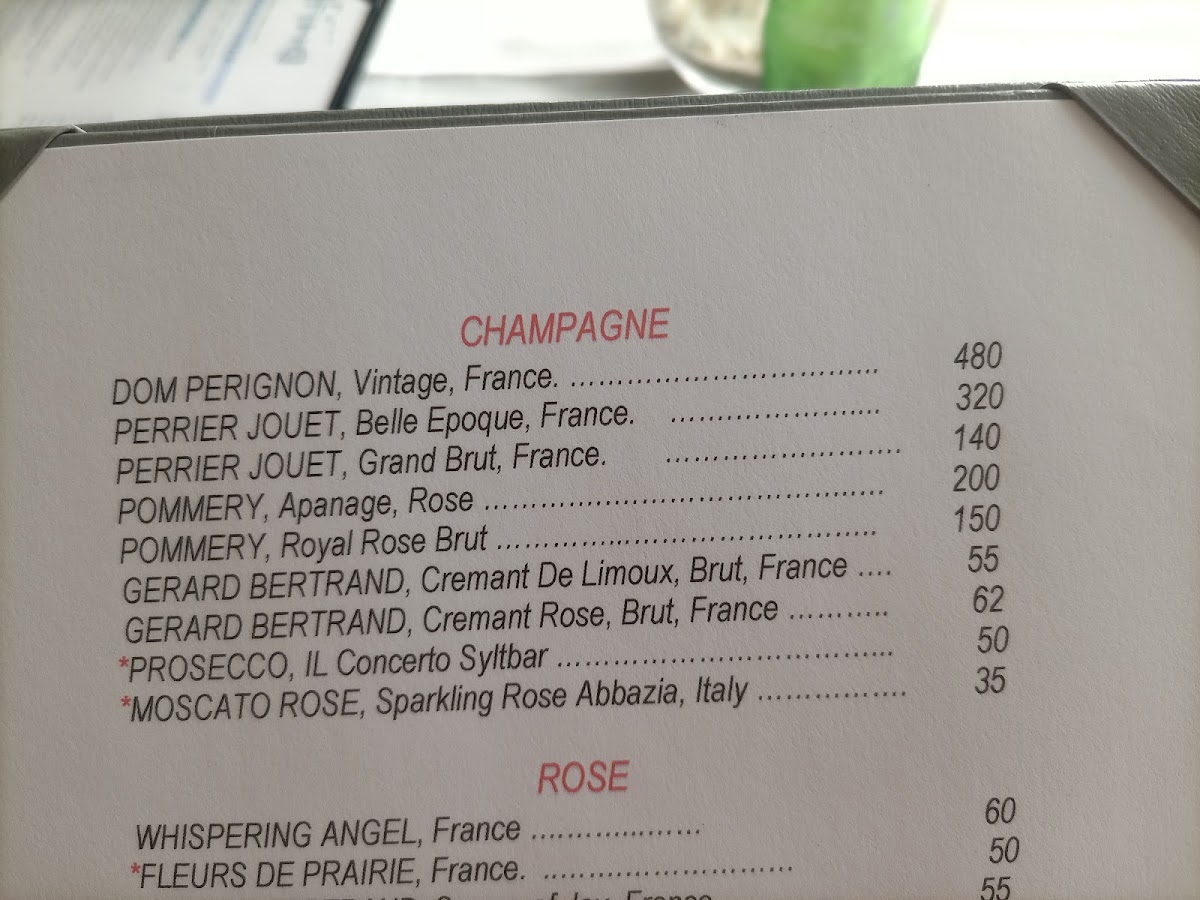 CHAMPAGNE
DOM PERIGNON, Vintage, France. ................................... 480
PERRIER JOUET, Belle Epoque, France. ....................... 320
PERRIER JOUET, Grand Brut, France. ......................... 140
POMMERY, Apanage, Rose ............................................ 200
POMMERY, Royal Rose Brut .......................................... 150
GERARD BERTRAND, Cremant De Limoux, Brut, France .... 55
GERARD BERTRAND, Cremant Rose, Brut, France ........... 62
*PROSECCO, IL Concerto Syltbar ..................................... 50
*MOSCATO ROSE, Sparkling Rose Abbazia, Italy ................ 35
ROSE
WHISPERING ANGEL, France ................... 60
*FLEURS DE PRAIRIE, France. ........................... 50
France 55